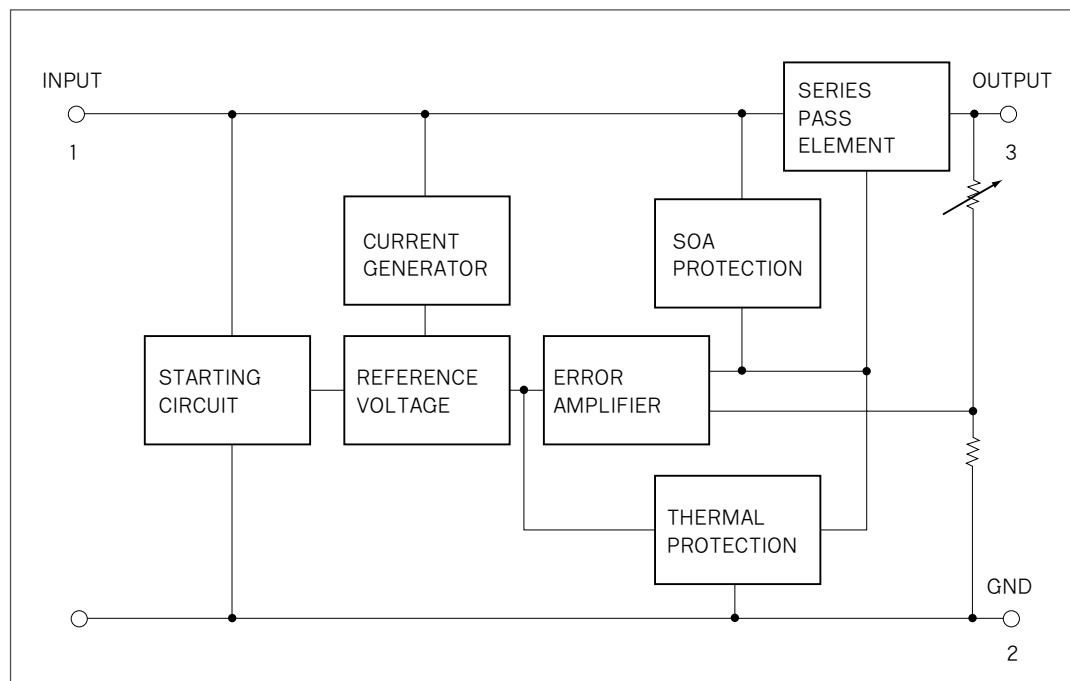 INPUT
1
SERIES
PASS
ELEMENT
OUTPUT
3
CURRENT
GENERATOR
SOA
PROTECTION
STARTING
CIRCUIT
REFERENCE
VOLTAGE
ERROR
AMPLIFIER
THERMAL
PROTECTION
GND
2